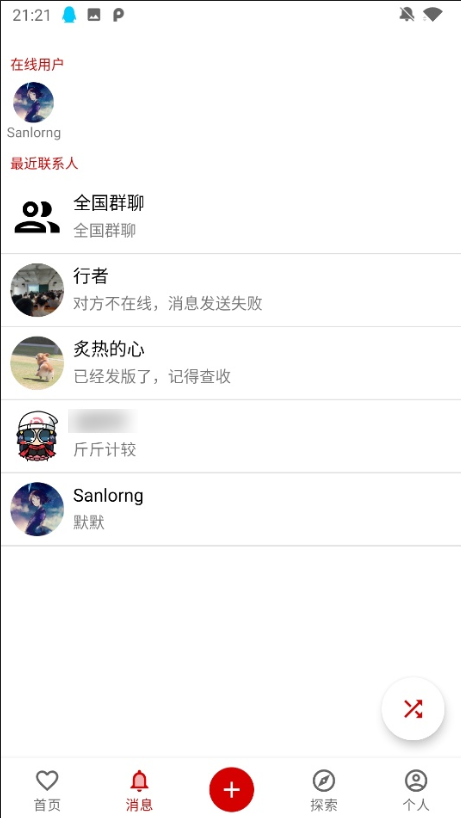 21:21
在线用户
Sanlorng
最近联系人
全国群聊
全国群聊
行者
对方不在线，消息发送失败
炙热的心
已经发版了，记得查收
斤斤计较
Sanlorng
默默
首页
消息
探索
个人